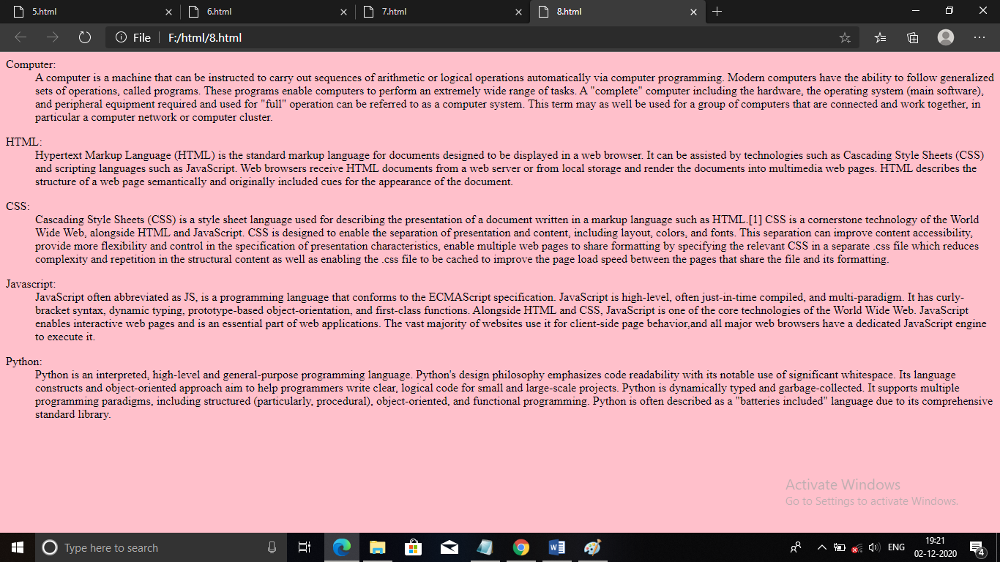 5.html
6.html
7.html
8.html
File
F:/html/8.html
Computer:
A computer is a machine that can be instructed to carry out sequences of arithmetic or logical operations automatically via computer programming. Modern computers have the ability to follow generalized
sets of operations, called programs. These programs enable computers to perform an extremely wide range of tasks. A "complete" computer including the hardware, the operating system (main software),
and peripheral equipment required and used for "full" operation can be referred to as a computer system. This term may as well be used for a group of computers that are connected and work together, in
particular a computer network or computer cluster.
HTML:
Hypertext Markup Language (HTML) is the standard markup language for documents designed to be displayed in a web browser. It can be assisted by technologies such as Cascading Style Sheets (CSS)
and scripting languages such as JavaScript. Web browsers receive HTML documents from a web server or from local storage and render the documents into multimedia web pages. HTML describes the
structure of a web page semantically and originally included cues for the appearance of the document.
CSS:
Cascading Style Sheets (CSS) is a style sheet language used for describing the presentation of a document written in a markup language such as HTML.[1] CSS is a cornerstone technology of the World
Wide Web, alongside HTML and JavaScript. CSS is designed to enable the separation of presentation and content, including layout, colors, and fonts. This separation can improve content accessibility,
provide more flexibility and control in the specification of presentation characteristics, enable multiple web pages to share formatting by specifying the relevant CSS in a separate .css file which reduces
complexity and repetition in the structural content as well as enabling the .css file to be cached to improve the page load speed between the pages that share the file and its formatting.
Javascript:
JavaScript often abbreviated as JS, is a programming language that conforms to the ECMAScript specification. JavaScript is high-level, often just-in-time compiled, and multi-paradigm. It has curly-
bracket syntax, dynamic typing, prototype-based object-orientation, and first-class functions. Alongside HTML and CSS, JavaScript is one of the core technologies of the World Wide Web. JavaScript
enables interactive web pages and is an essential part of web applications. The vast majority of websites use it for client-side page behavior,and all major web browsers have a dedicated JavaScript engine
to execute it.
Python:
Python is an interpreted, high-level and general-purpose programming language. Python's design philosophy emphasizes code readability with its notable use of significant whitespace. Its language
constructs and object-oriented approach aim to help programmers write clear, logical code for small and large-scale projects. Python is dynamically typed and garbage-collected. It supports multiple
programming paradigms, including structured (particularly, procedural), object-oriented, and functional programming. Python is often described as a "batteries included" language due to its comprehensive
standard library.
Activate Windows
Go to Settings to activate Windows.
Type here to search
W
ENG
19:21
02-12-2020
4